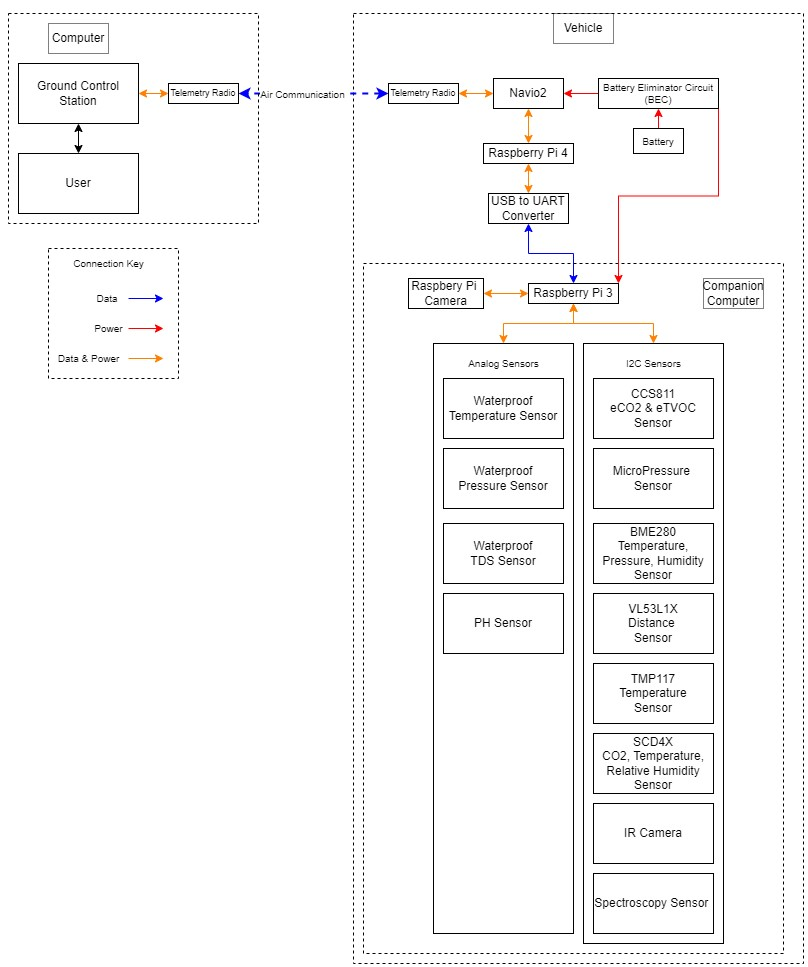 Computer
Ground Control
Station
Telemetry Radio
User
Air Communication
Connection Key
Data
Power
Data & Power
Vehicle
Telemetry Radio
Navio2
Battery Eliminator Circuit
(BEC)
Battery
Raspberry Pi 4
USB to UART
Converter
Raspbery Pi
Camera
Raspberry Pi 3
Companion
Computer
Analog Sensors
Waterproof
Temperature Sensor
Waterproof
Pressure Sensor
Waterproof
TDS Sensor
PH Sensor
I2C Sensors
CCS811
eCO2 & eTVOC
Sensor
MicroPressure
Sensor
BME280
Temperature,
Pressure, Humidity
Sensor
VL53L1X
Distance
Sensor
TMP117
Temperature
Sensor
SCD4X
CO2, Temperature,
Relative Humidity
Sensor
IR Camera
Spectroscopy Sensor